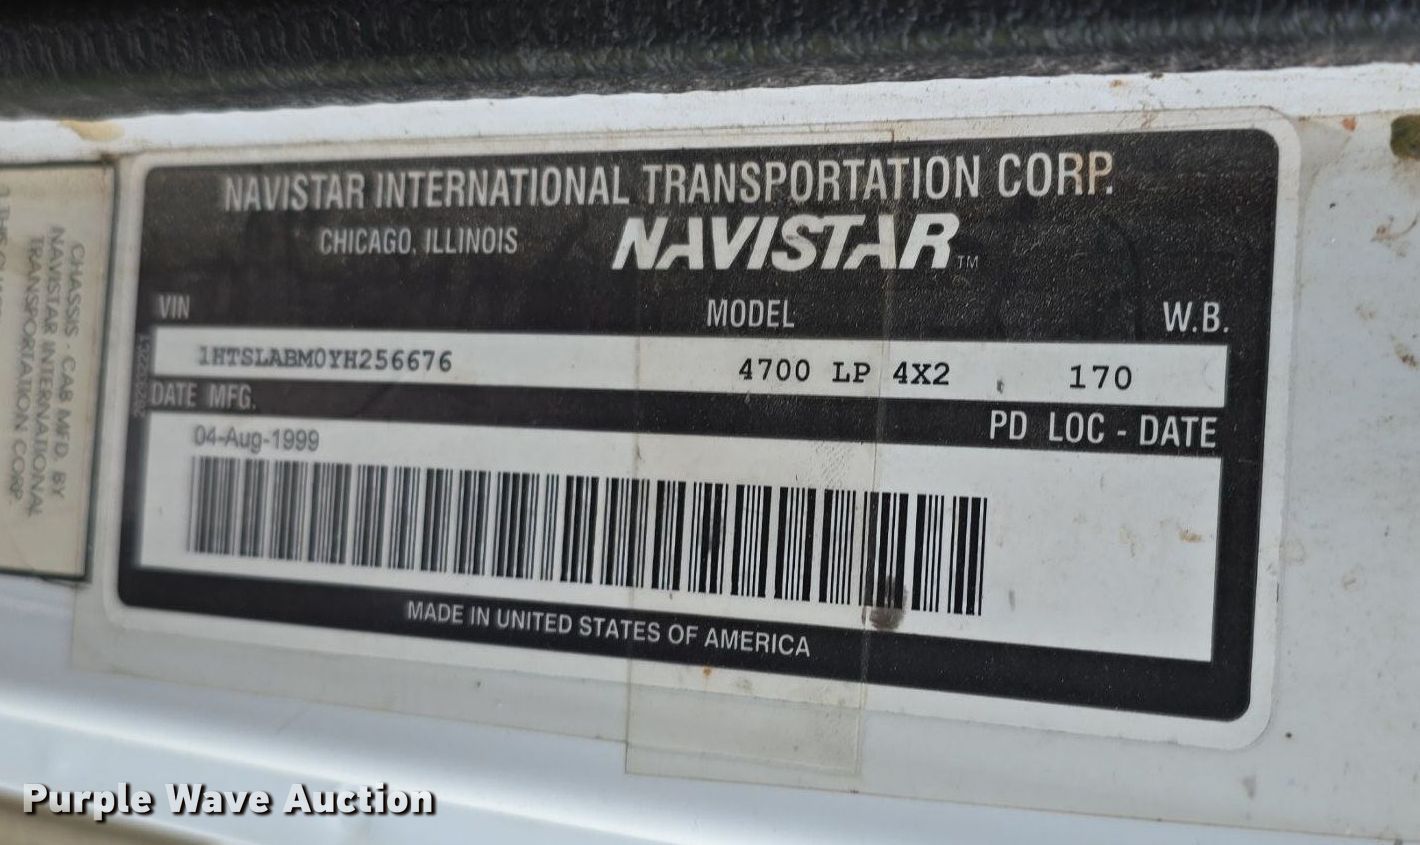 NAVISTAR INTERNATIONAL TRANSPORTATION CORP.
CHICAGO, ILLINOIS NAVISTAR TM
VIN MODEL W.B.
1HTSLABM0YH256676 4700 LP 4X2 170
DATE MFG. PD LOC - DATE
04-Aug-1999
MADE IN UNITED STATES OF AMERICA
CHASSIS - CAB MFD. BY
NAVISTAR INTERNATIONAL
TRANSPORTATION CORP
Purple Wave Auction